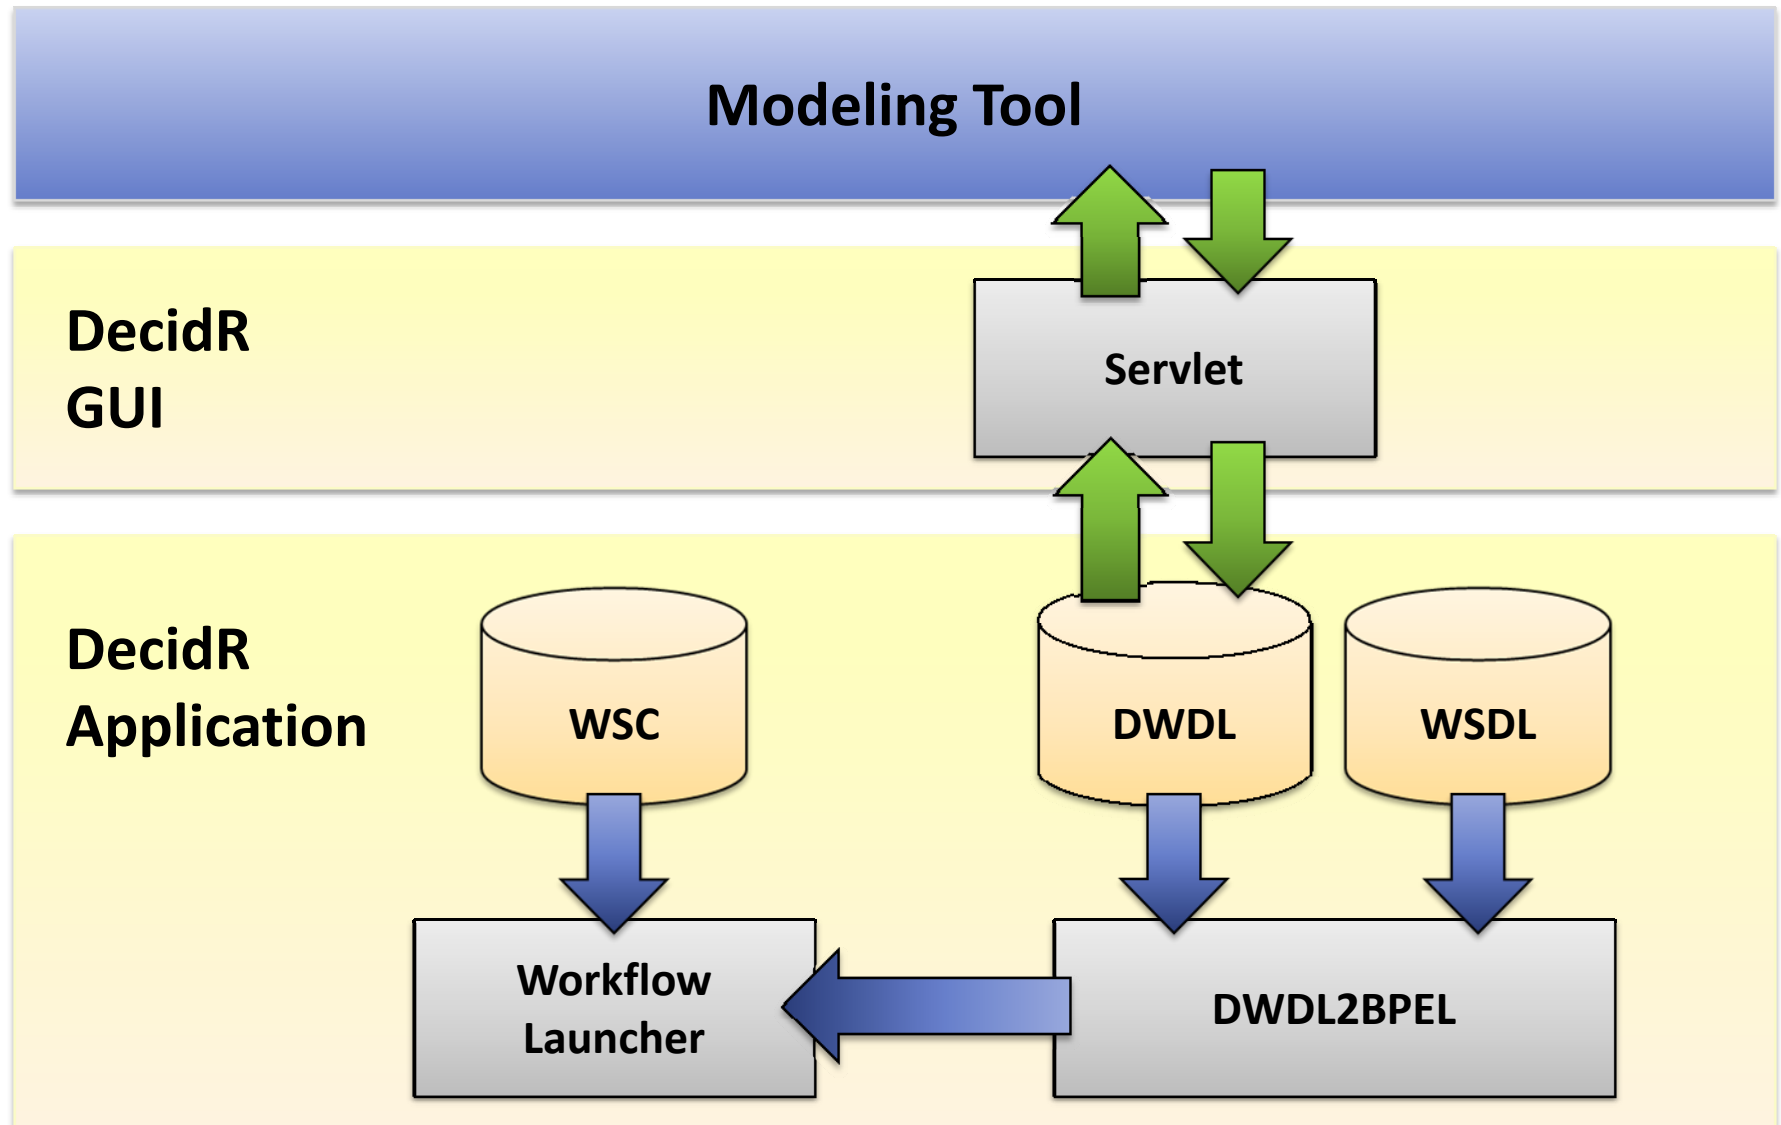 Modeling Tool
DecidR
GUI
Servlet
DecidR
Application
WSC
DWDL
WSDL
Workflow
Launcher
DWDL2BPEL